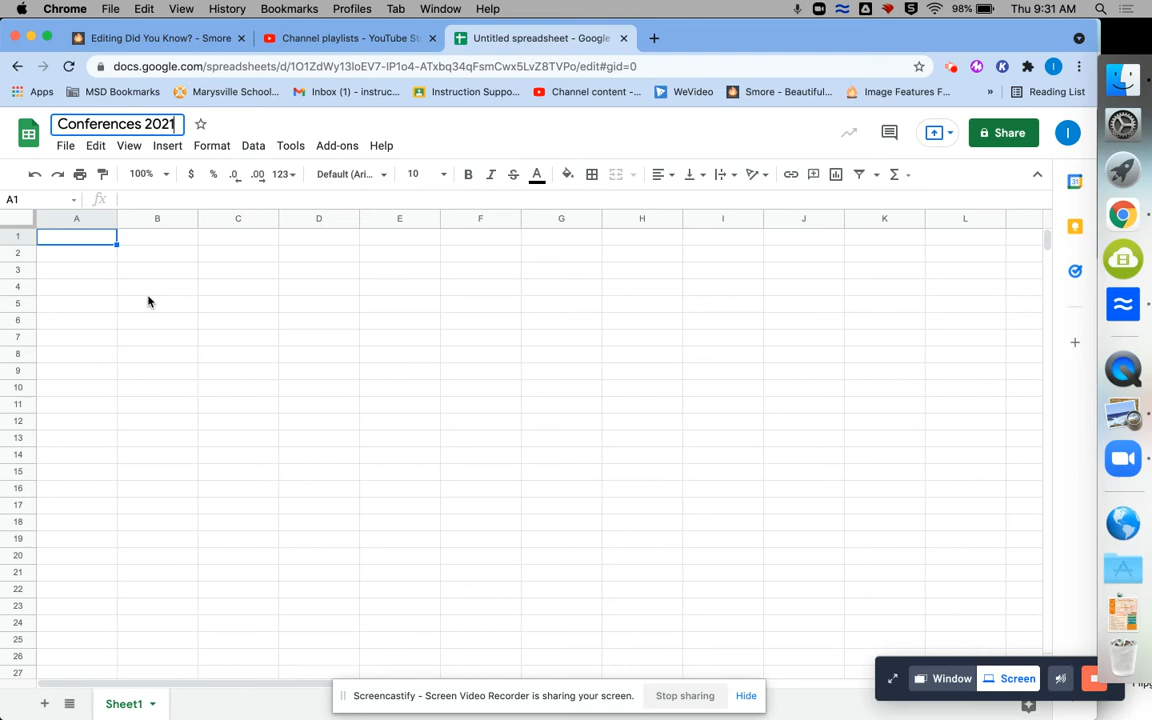 Chrome File Edit View History Bookmarks Profiles Tab Window Help 98% Thu 9:31 AM
Editing Did You Know? - Smore Channel playlists - YouTube St Untitled spreadsheet - Google
docs.google.com/spreadsheets/d/1O1ZdWy13loEV7-lP1o4-ATxbq34qFsmCwx5LvZ8TVPo/edit#gid=0
Apps MSD Bookmarks Marysville School... Inbox (1) - instruc... Instruction Suppo... Channel content -... WeVideo Smore - Beautiful... Image Features F... » Reading List
Conferences 2021 Share I
File Edit View Insert Format Data Tools Add-ons Help
100% $ % .0 .00 123 Default (Ari... 10 B I S A
A1 fx
A B C D E F G H I J K L
1
2
3
4
5
6
7
8
9
10
11
12
13
14
15
16
17
18
19
20
21
22
23
24
25
26
27
Window Screen
Screencastify - Screen Video Recorder is sharing your screen. Stop sharing Hide
Sheet1